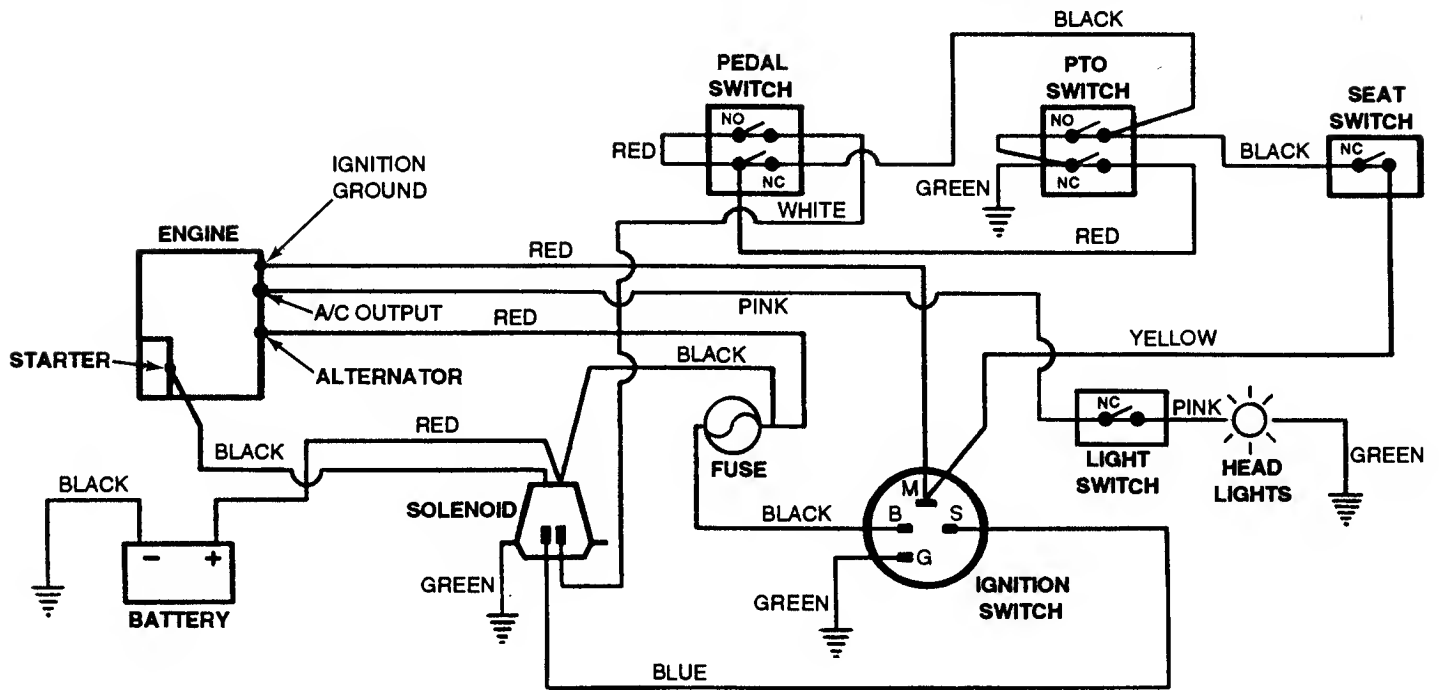 BLACK
PEDAL
SWITCH
PTO
SWITCH
SEAT
SWITCH
NO
NO
RED
BLACK
NC
NC
NC
GREEN
IGNITION
GROUND
WHITE
ENGINE
RED
RED
A/C OUTPUT
PINK
RED
YELLOW
STARTER
BLACK
ALTERNATOR
NC
PINK
RED
BLACK
FUSE
LIGHT
SWITCH
HEAD
LIGHTS
GREEN
BLACK
SOLENOID
BLACK
M
B
S
G
- +
GREEN
IGNITION
SWITCH
GREEN
BATTERY
BLUE